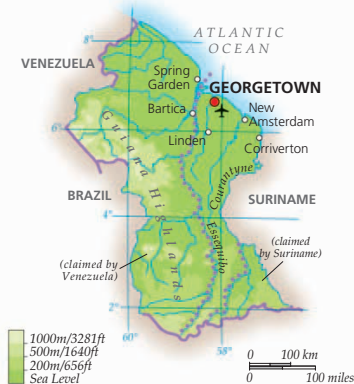 8°
ATLANTIC
OCEAN
VENEZUELA
Spring
Garden
GEORGETOWN
Bartica
New
Amsterdam
6°
Linden
Corriverton
Guiana Highlands
Courantyne
BRAZIL
SURINAME
4°
Essequibo
(claimed
by Suriname)
(claimed by
Venezuela)
2°
60°
58°
1000m/3281ft
500m/1640ft
200m/656ft
Sea Level
0 100 km
0 100 miles